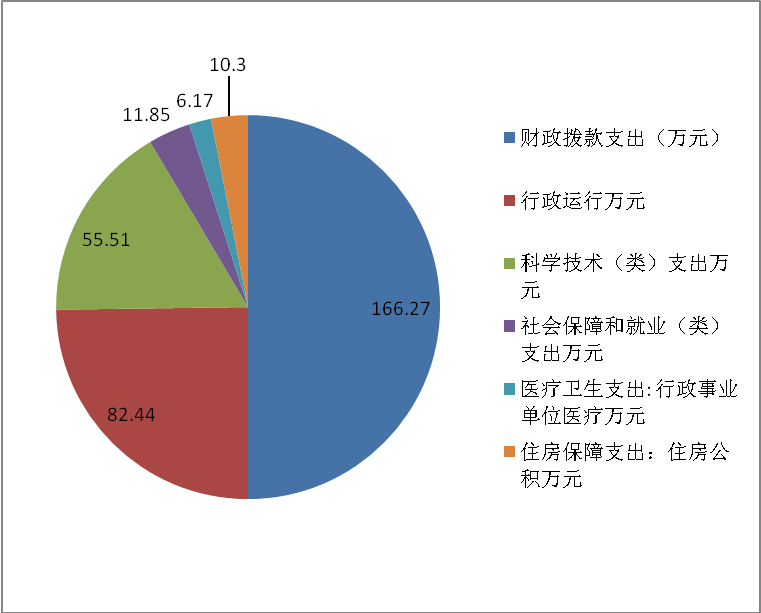 10.3
6.17
11.85
55.51
166.27
82.44
财政拨款支出（万元）
行政运行万元
科学技术（类）支出万
元
社会保障和就业（类）
支出万元
医疗卫生支出:行政事业
单位医疗万元
住房保障支出：住房公
积万元